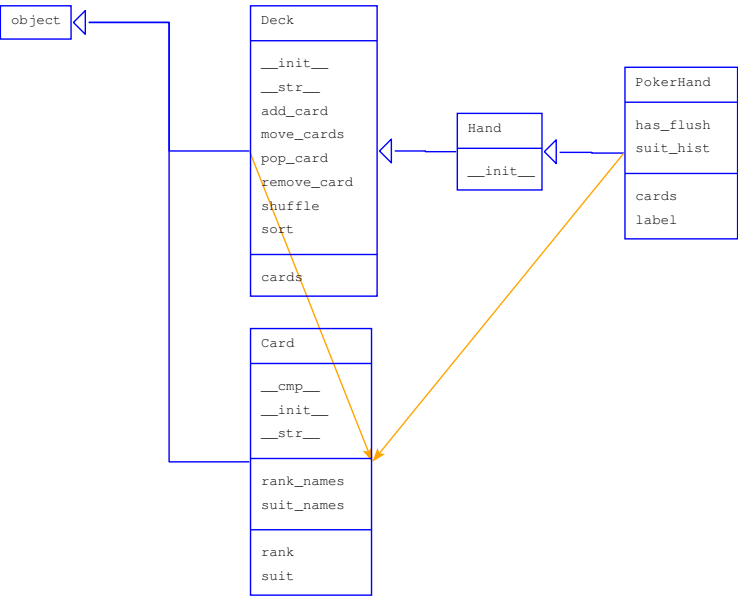 object
Deck
__init__
__str__
add_card
move_cards
pop_card
remove_card
shuffle
sort
cards
Hand
__init__
PokerHand
has_flush
suit_hist
cards
label
Card
__cmp__
__init__
__str__
rank_names
suit_names
rank
suit